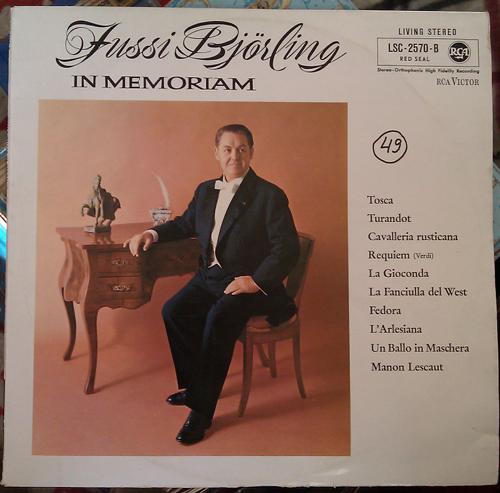 Jussi Björling
IN MEMORIAM
LIVING STEREO
LSC-2570-B
RED SEAL
RCA
Stereo-Orthophonic High Fidelity Recording
RCA VICTOR
49
Tosca
Turandot
Cavalleria rusticana
Requiem (Verdi)
La Gioconda
La Fanciulla del West
Fedora
L'Arlesiana
Un Ballo in Maschera
Manon Lescaut